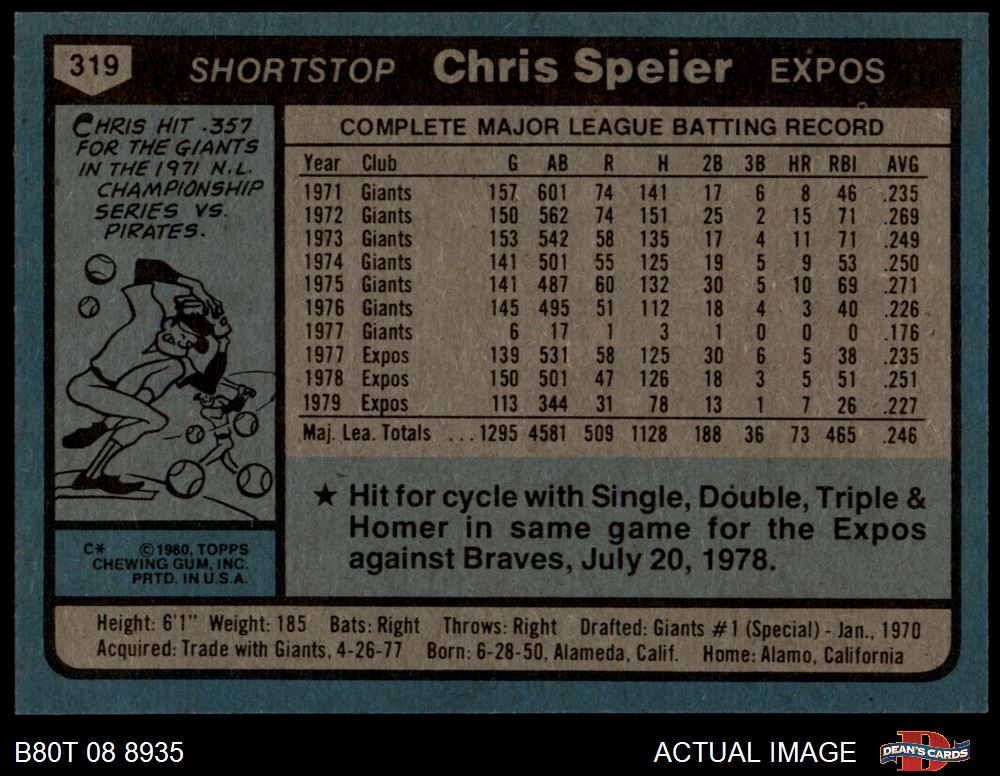 319 SHORTSTOP Chris Speier EXPOS
CHRIS HIT .357
FOR THE GIANTS
IN THE 1971 N.L.
CHAMPIONSHIP
SERIES VS.
PIRATES.
COMPLETE MAJOR LEAGUE BATTING RECORD
Year Club G AB R H 2B 3B HR RBI AVG
1971 Giants 157 601 74 141 17 6 8 46 .235
1972 Giants 150 562 74 151 25 2 15 71 .269
1973 Giants 153 542 58 135 17 4 11 71 .249
1974 Giants 141 501 55 125 19 5 9 53 .250
1975 Giants 141 487 60 132 30 5 10 69 .271
1976 Giants 145 495 51 112 18 4 3 40 .226
1977 Giants 6 17 1 3 1 0 0 0 .176
1977 Expos 139 531 58 125 30 6 5 38 .235
1978 Expos 150 501 47 126 18 3 5 51 .251
1979 Expos 113 344 31 78 13 1 7 26 .227
Maj. Lea. Totals ... 1295 4581 509 1128 188 36 73 465 .246
★ Hit for cycle with Single, Double, Triple &
Homer in same game for the Expos
against Braves, July 20, 1978.
C* ©1980, TOPPS
CHEWING GUM, INC.
PRTD. IN U.S.A.
Height: 6'1" Weight: 185 Bats: Right Throws: Right Drafted: Giants #1 (Special) - Jan., 1970
Acquired: Trade with Giants, 4-26-77 Born: 6-28-50, Alameda, Calif. Home: Alamo, California
B80T 08 8935 ACTUAL IMAGE D DEAN'S CARDS